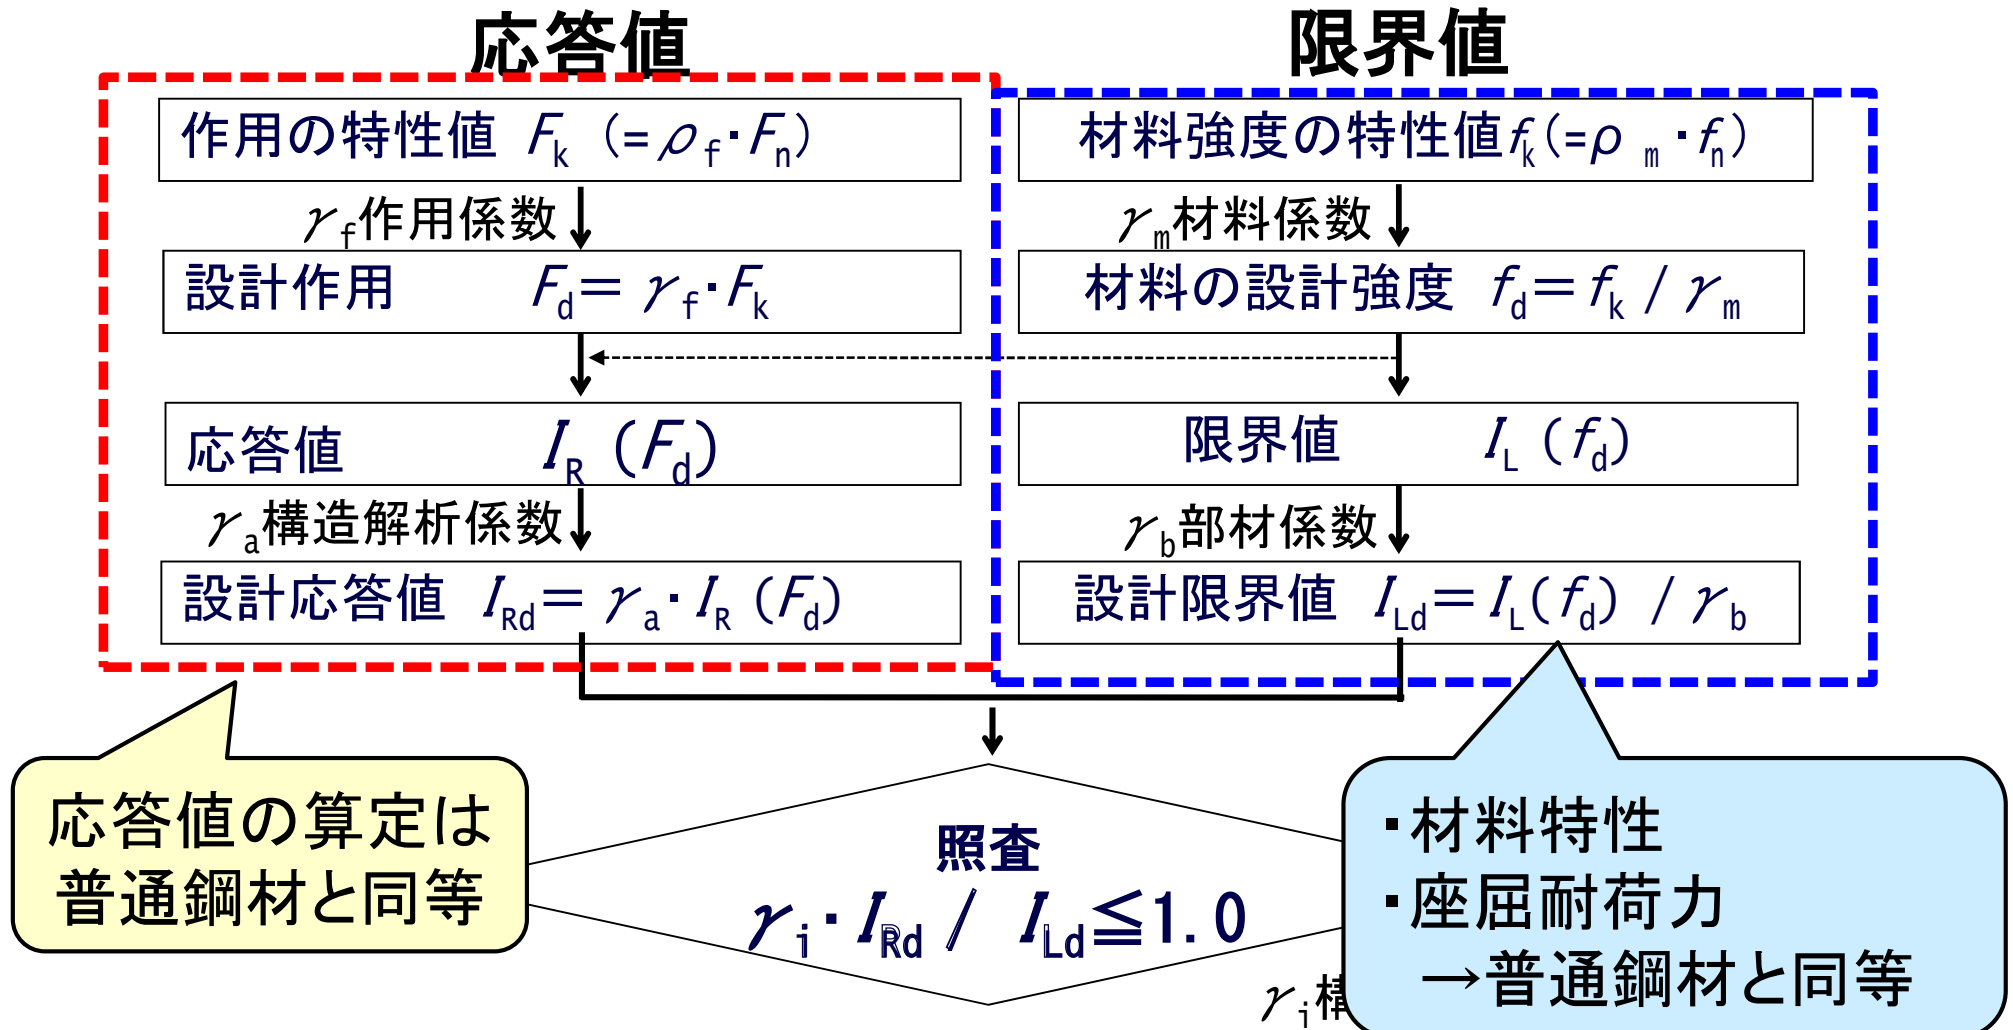 応答値
作用の特性値 Fk (=ρf・Fn)
γf作用係数
設計作用 Fd=γf・Fk
応答値 IR (Fd)
γa構造解析係数
設計応答値 IRd=γa・IR (Fd)
限界値
材料強度の特性値fk(=ρm・fn)
γm材料係数
材料の設計強度 fd=fk / γm
限界値 IL (fd)
γb部材係数
設計限界値 ILd=IL(fd) / γb
応答値の算定は
普通鋼材と同等
照査
γi・IRd / ILd≦1.0
γi構
・材料特性
・座屈耐荷力
→普通鋼材と同等